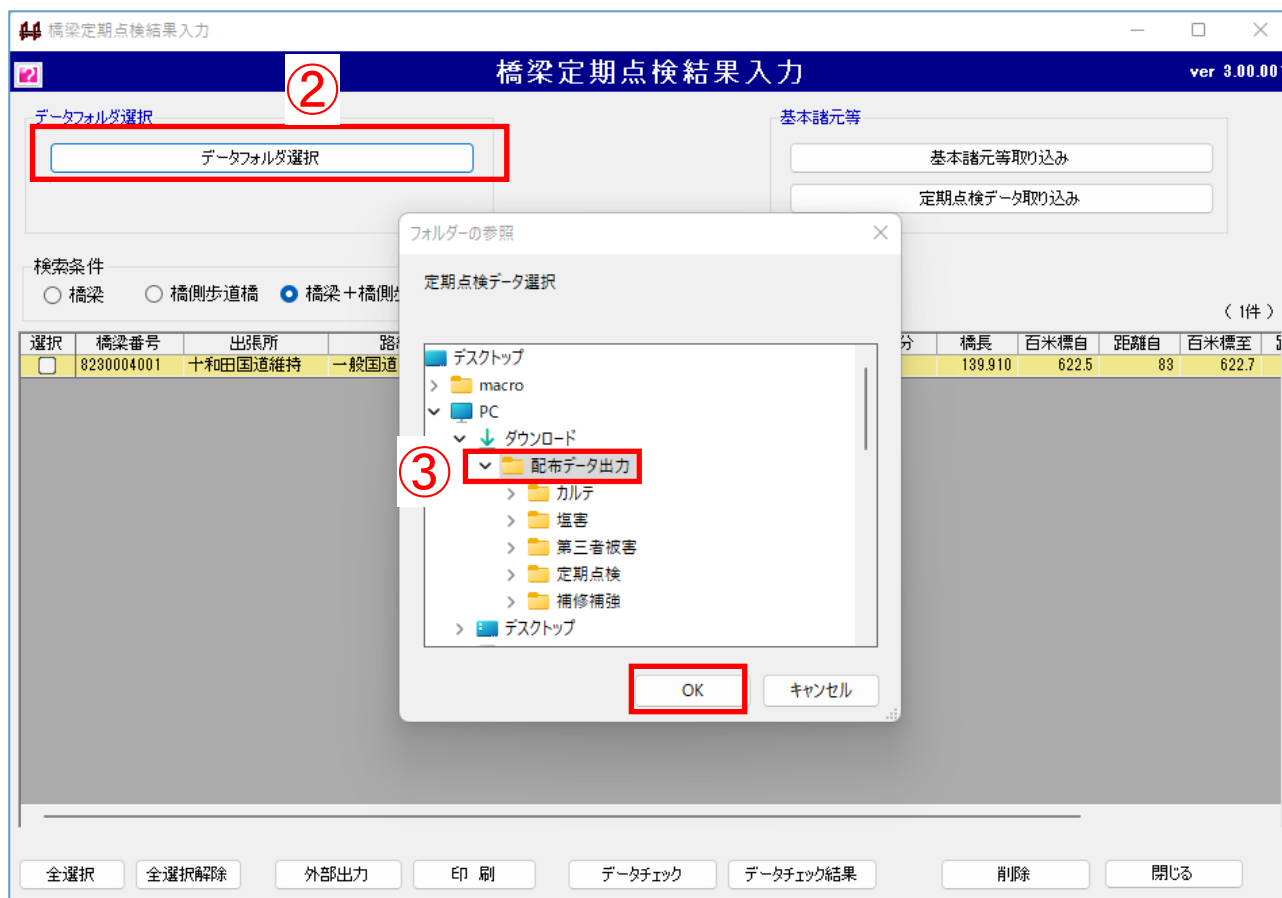 橋梁定期点検結果入力
橋梁定期点検結果入力
ver 3.00.001
②
データフォルダ選択
データフォルダ選択
基本諸元等
基本諸元等取り込み
定期点検データ取り込み
検索条件
橋梁
橋側歩道橋
橋梁+橋側
(1件)
選択 橋梁番号 出張所 分 橋長 百米標自 距離自 百米標至
8230004001 十和田国道維持 一般国道 139.910 622.5 83 622.7
フォルダーの参照
定期点検データ選択
デスクトップ
macro
PC
ダウンロード
③
配布データ出力
カルテ
塩害
第三者被害
定期点検
補修補強
デスクトップ
OK
キャンセル
全選択
全選択解除
外部出力
印 刷
データチェック
データチェック結果
削除
閉じる